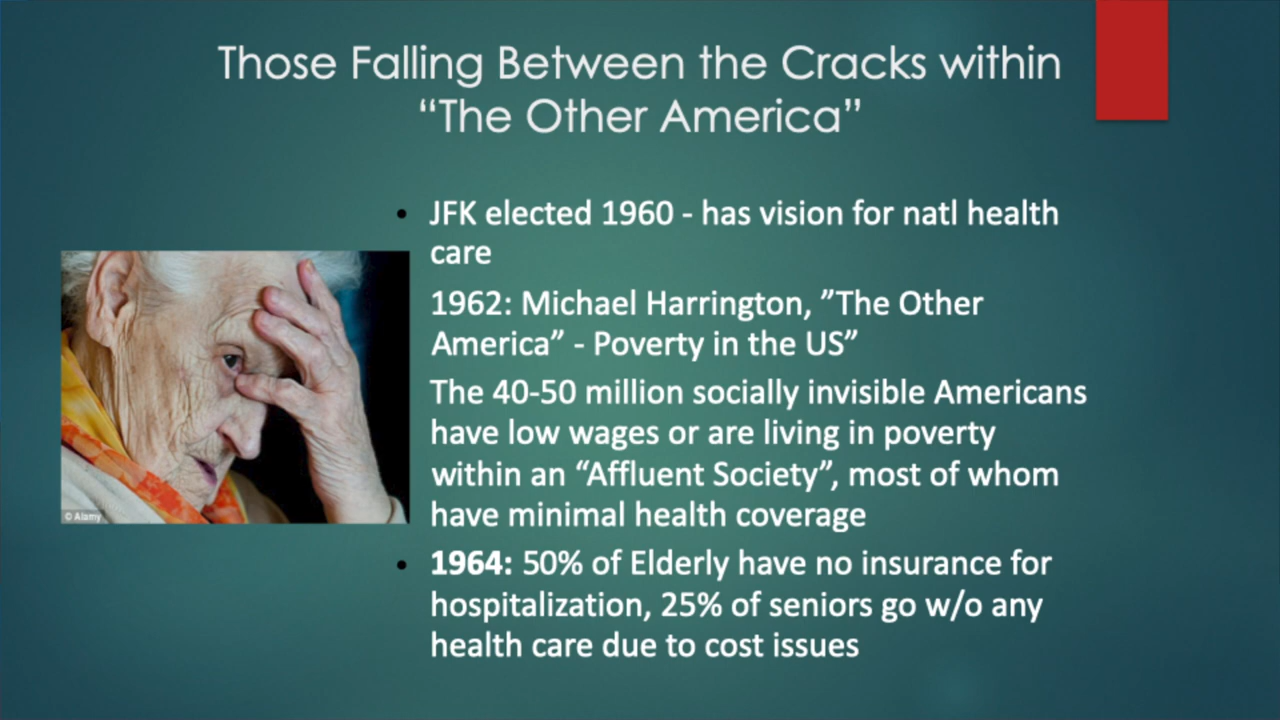 Those Falling Between the Cracks within
“The Other America”
• JFK elected 1960 - has vision for natl health
care
1962: Michael Harrington, ”The Other
America” - Poverty in the US”
The 40-50 million socially invisible Americans
have low wages or are living in poverty
within an “Affluent Society”, most of whom
have minimal health coverage
• 1964: 50% of Elderly have no insurance for
hospitalization, 25% of seniors go w/o any
health care due to cost issues
© Alamy